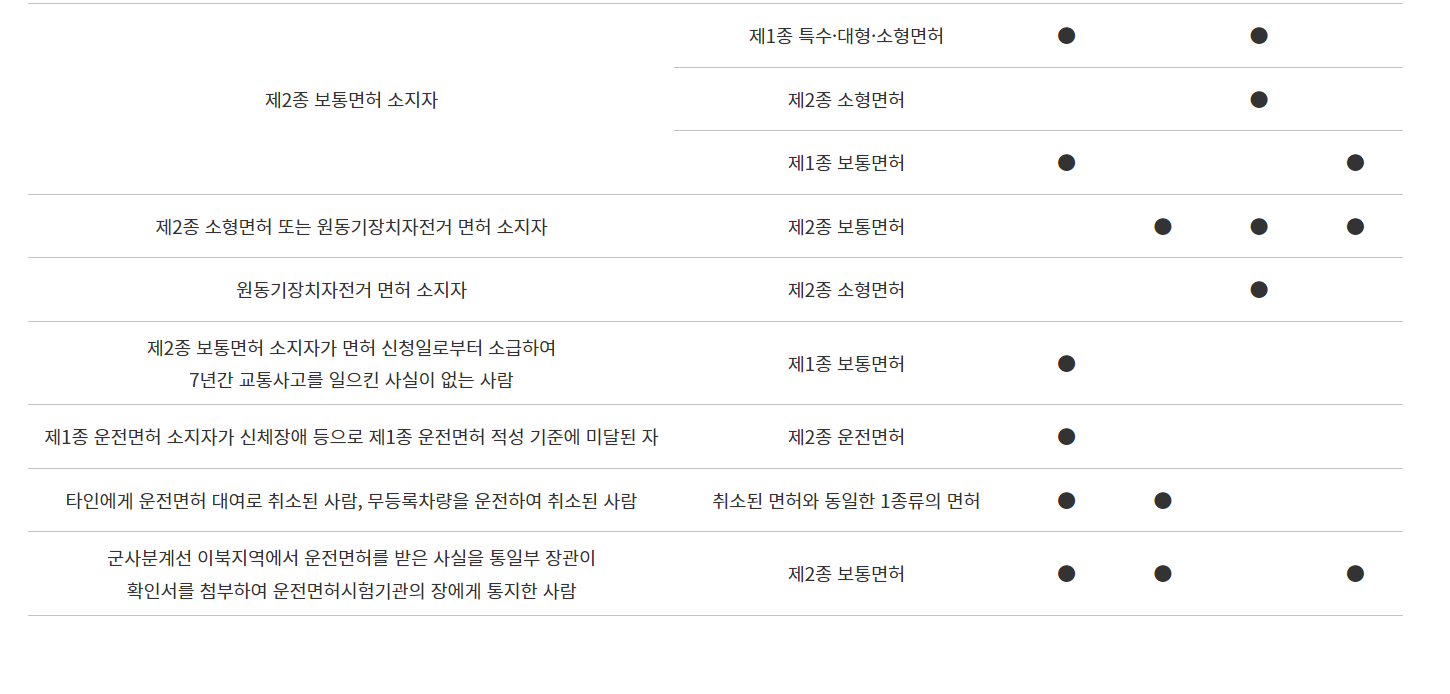 제1종 특수·대형·소형면허 ● ●
제2종 보통면허 소지자 제2종 소형면허 ●
제1종 보통면허 ● ●
제2종 소형면허 또는 원동기장치자전거 면허 소지자 제2종 보통면허 ● ● ●
원동기장치자전거 면허 소지자 제2종 소형면허 ●
제2종 보통면허 소지자가 면허 신청일로부터 소급하여
7년간 교통사고를 일으킨 사실이 없는 사람 제1종 보통면허 ●
제1종 운전면허 소지자가 신체장애 등으로 제1종 운전면허 적성 기준에 미달된 자 제2종 운전면허 ●
타인에게 운전면허 대여로 취소된 사람, 무등록차량을 운전하여 취소된 사람 취소된 면허와 동일한 1종류의 면허 ● ●
군사분계선 이북지역에서 운전면허를 받은 사실을 통일부 장관이
확인서를 첨부하여 운전면허시험기관의 장에게 통지한 사람 제2종 보통면허 ● ● ●